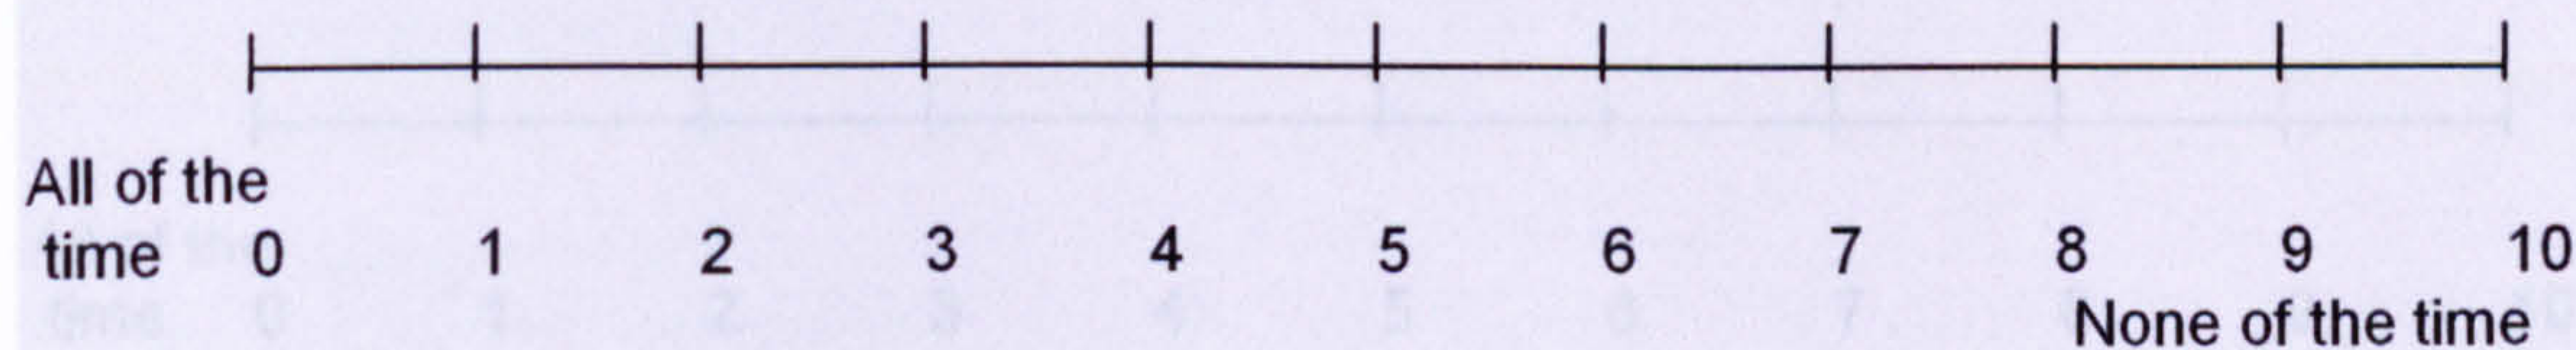 All of the
time 0 1 2 3 4 5 6 7 8 9 10
None of the time